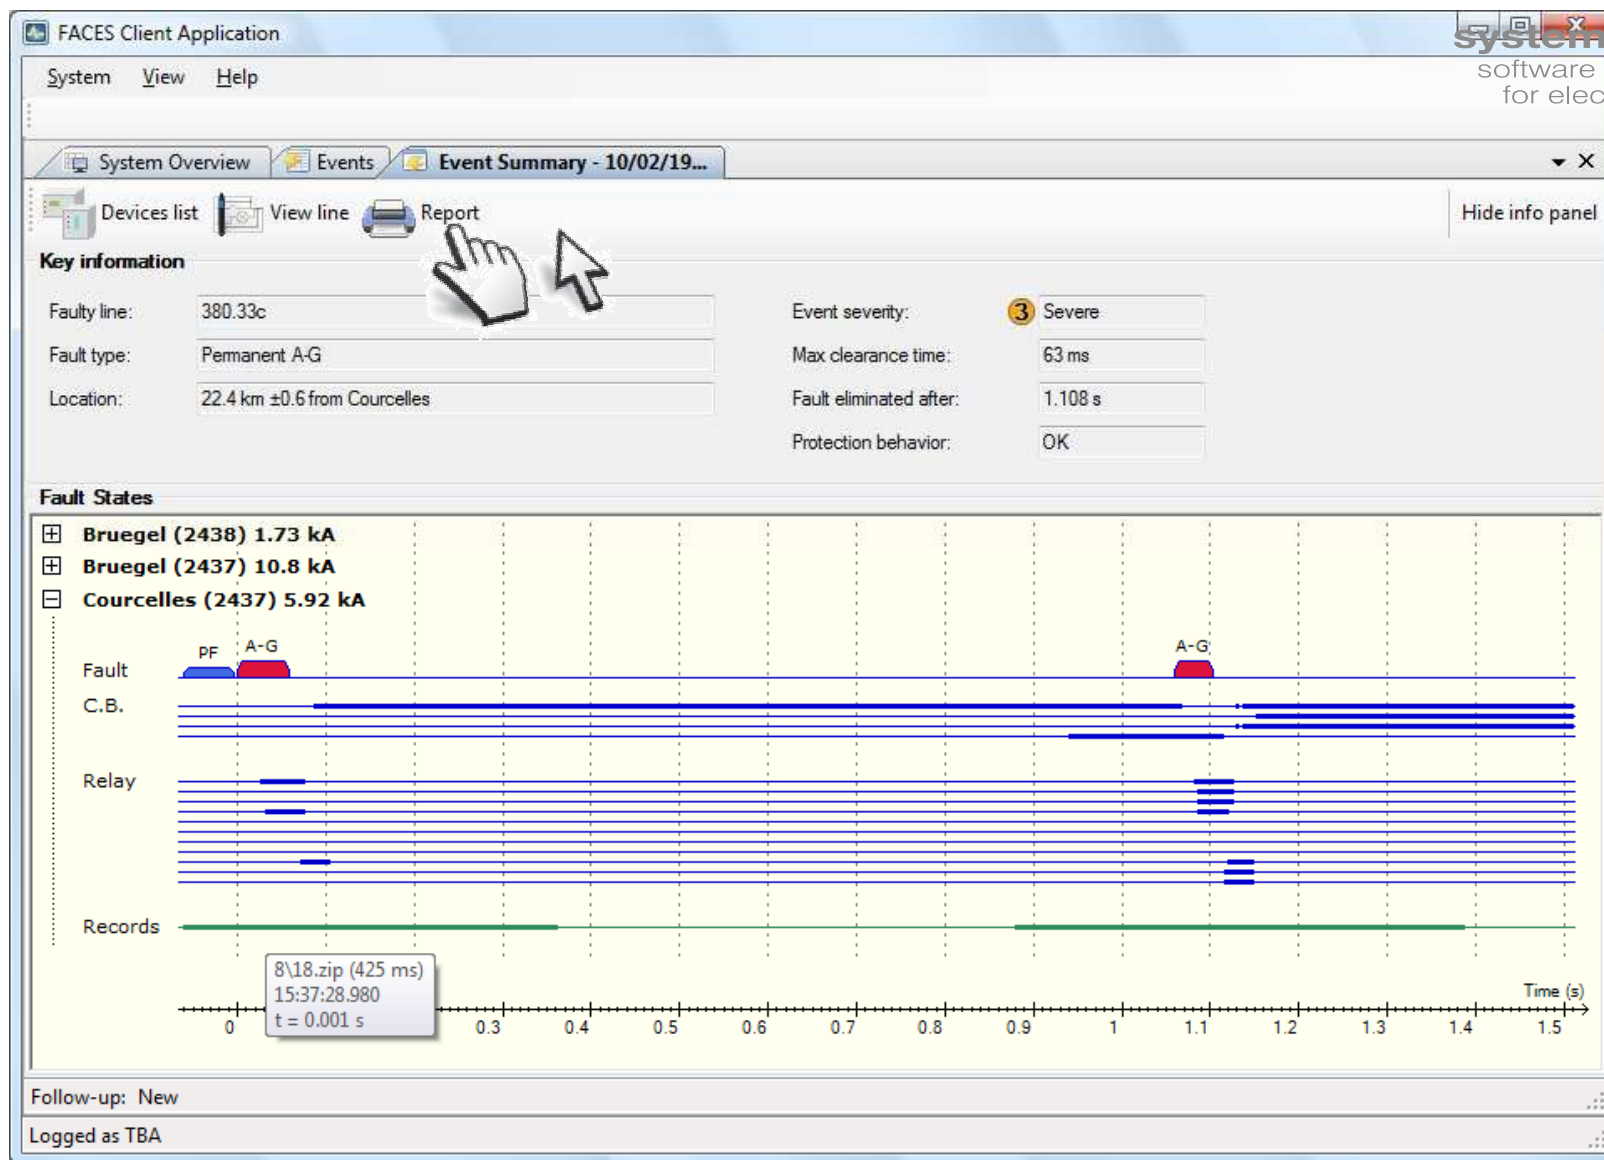 FACES Client Application
system
software
for elec
System View Help
System Overview Events Event Summary - 10/02/19...
Devices list View line Report Hide info panel
Key information
Faulty line: 380.33c Event severity: 3 Severe
Fault type: Permanent A-G Max clearance time: 63 ms
Location: 22.4 km ±0.6 from Courcelles Fault eliminated after: 1.108 s
Protection behavior: OK
Fault States
Bruegel (2438) 1.73 kA
Bruegel (2437) 10.8 kA
Courcelles (2437) 5.92 kA
PF A-G A-G
Fault
C.B.
Relay
Records
8\18.zip (425 ms)
15:37:28.980
t = 0.001 s
Time (s)
0 0.3 0.4 0.5 0.6 0.7 0.8 0.9 1 1.1 1.2 1.3 1.4 1.5
Follow-up: New
Logged as TBA